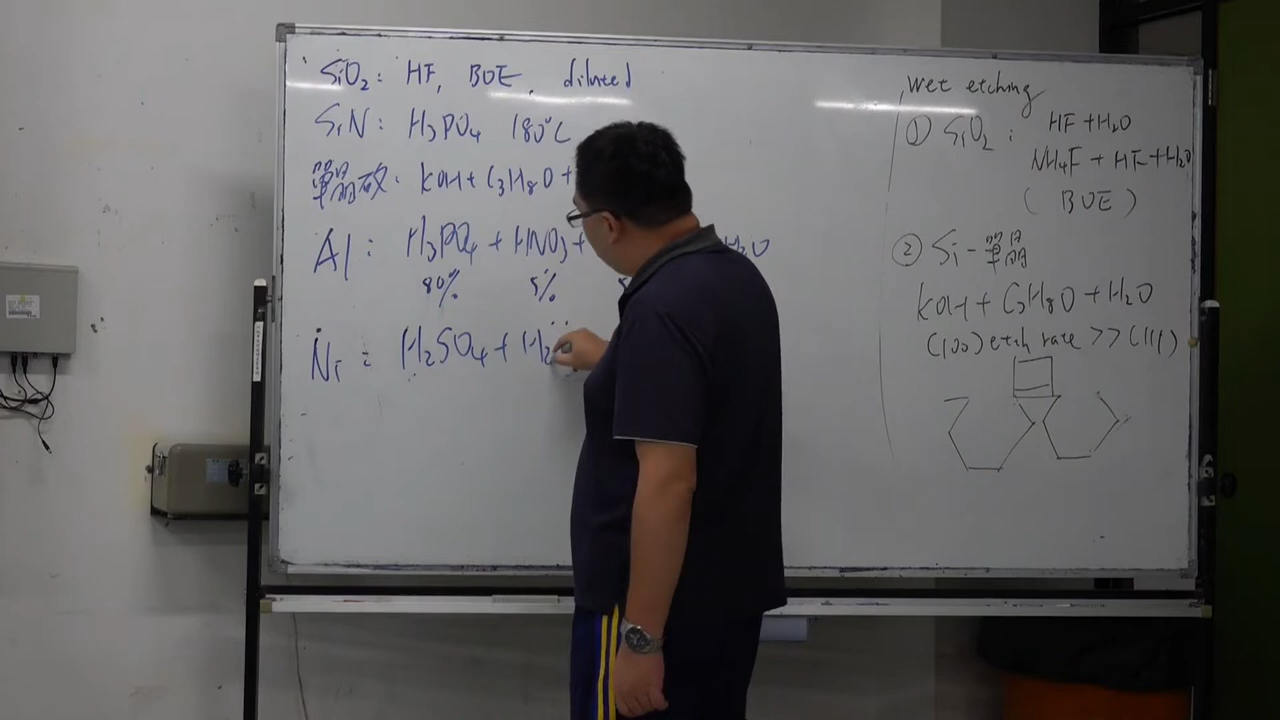 SiO2: HF, BOE, diluted
SiN: H3PO4 180°C
單晶矽: KOH + C3H8O +
Al: H3PO4 + HNO3 + H2O
80% 5%
Ni: H2SO4 + H2
wet etching
① SiO2: HF + H2O
NH4F + HF + H2O
(BOE)
② Si-單晶
KOH + C3H8O + H2O
(100) etch rate >> (111)